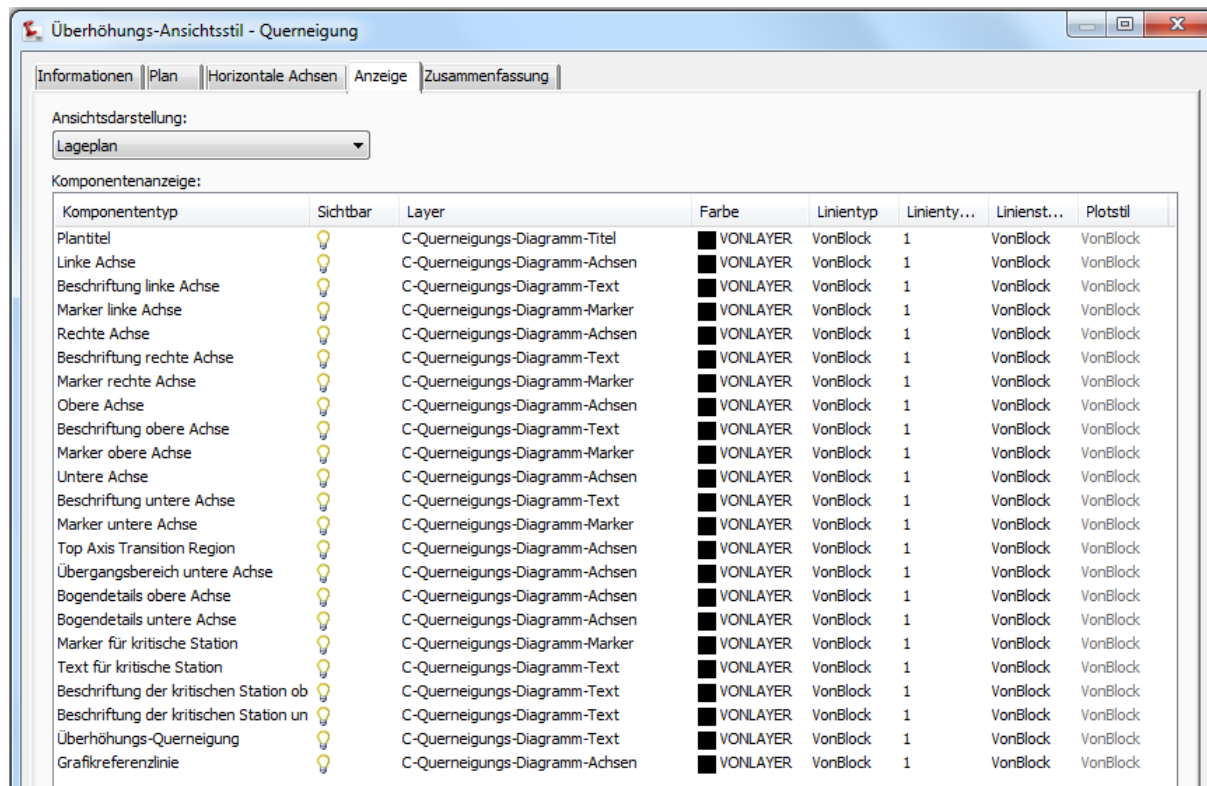 Überhöhungs-Ansichtsstil - Querneigung
Informationen Plan Horizontale Achsen Anzeige Zusammenfassung
Ansichtsdarstellung:
Lageplan
Komponentenanzeige:
Komponententyp Sichtbar Layer Farbe Linientyp Linienty... Linienst... Plotstil
Plantitel C-Querneigungs-Diagramm-Titel VONLAYER VonBlock 1 VonBlock VonBlock
Linke Achse C-Querneigungs-Diagramm-Achsen VONLAYER VonBlock 1 VonBlock VonBlock
Beschriftung linke Achse C-Querneigungs-Diagramm-Text VONLAYER VonBlock 1 VonBlock VonBlock
Marker linke Achse C-Querneigungs-Diagramm-Marker VONLAYER VonBlock 1 VonBlock VonBlock
Rechte Achse C-Querneigungs-Diagramm-Achsen VONLAYER VonBlock 1 VonBlock VonBlock
Beschriftung rechte Achse C-Querneigungs-Diagramm-Text VONLAYER VonBlock 1 VonBlock VonBlock
Marker rechte Achse C-Querneigungs-Diagramm-Marker VONLAYER VonBlock 1 VonBlock VonBlock
Obere Achse C-Querneigungs-Diagramm-Achsen VONLAYER VonBlock 1 VonBlock VonBlock
Beschriftung obere Achse C-Querneigungs-Diagramm-Text VONLAYER VonBlock 1 VonBlock VonBlock
Marker obere Achse C-Querneigungs-Diagramm-Marker VONLAYER VonBlock 1 VonBlock VonBlock
Untere Achse C-Querneigungs-Diagramm-Achsen VONLAYER VonBlock 1 VonBlock VonBlock
Beschriftung untere Achse C-Querneigungs-Diagramm-Text VONLAYER VonBlock 1 VonBlock VonBlock
Marker untere Achse C-Querneigungs-Diagramm-Marker VONLAYER VonBlock 1 VonBlock VonBlock
Top Axis Transition Region C-Querneigungs-Diagramm-Achsen VONLAYER VonBlock 1 VonBlock VonBlock
Übergangsbereich untere Achse C-Querneigungs-Diagramm-Achsen VONLAYER VonBlock 1 VonBlock VonBlock
Bogendetails obere Achse C-Querneigungs-Diagramm-Achsen VONLAYER VonBlock 1 VonBlock VonBlock
Bogendetails untere Achse C-Querneigungs-Diagramm-Achsen VONLAYER VonBlock 1 VonBlock VonBlock
Marker für kritische Station C-Querneigungs-Diagramm-Marker VONLAYER VonBlock 1 VonBlock VonBlock
Text für kritische Station C-Querneigungs-Diagramm-Text VONLAYER VonBlock 1 VonBlock VonBlock
Beschriftung der kritischen Station ob C-Querneigungs-Diagramm-Text VONLAYER VonBlock 1 VonBlock VonBlock
Beschriftung der kritischen Station un C-Querneigungs-Diagramm-Text VONLAYER VonBlock 1 VonBlock VonBlock
Überhöhungs-Querneigung C-Querneigungs-Diagramm-Text VONLAYER VonBlock 1 VonBlock VonBlock
Grafikreferenzlinie C-Querneigungs-Diagramm-Achsen VONLAYER VonBlock 1 VonBlock VonBlock